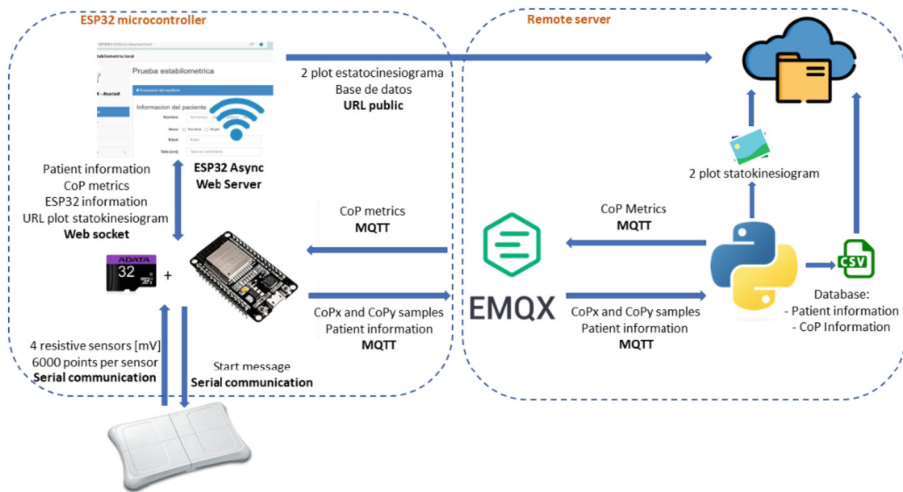 ESP32 microcontroller
Remote server
Prueba estabilometrica
Informacion del paciente
2 plot estatocinesiograma
Base de datos
URL public
ESP32 Async
Web Server
Patient information
CoP metrics
ESP32 information
URL plot statokinesiogram
Web socket
ADATA
32
+
CoP metrics
MQTT
CoPx and CoPy samples
Patient information
MQTT
4 resistive sensors [mV]
6000 points per sensor
Serial communication
Start message
Serial communication
EMQX
CoP Metrics
MQTT
CoPx and CoPy samples
Patient information
MQTT
2 plot statokinesiogram
CSV
Database:
- Patient information
- CoP Information